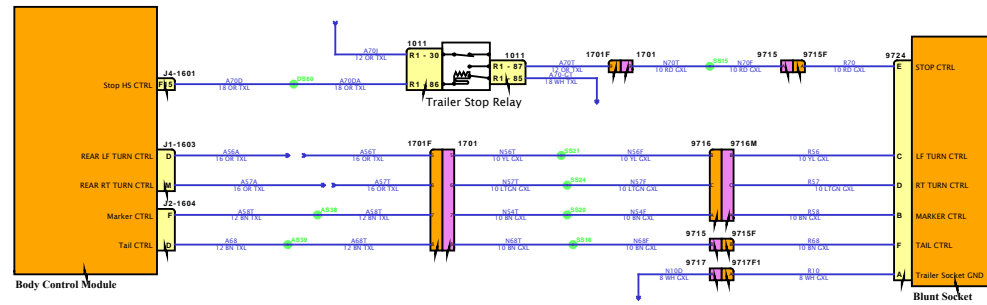 A70J
12 OR TXL
1011
R1 - 30
1011
R1 - 87
R1 - 85
R1 - 86
Trailer Stop Relay
A70T
12 OR TXL
A70-GT
18 WH TXL
1701F
1701
N70T
10 RD GXL
SS15
N70F
10 RD GXL
9715
9715F
R70
10 RD GXL
9724
E
STOP CTRL
J4-1601
Stop HS CTRL
A70D
18 OR TXL
DS60
A70DA
18 OR TXL
J1-1603
REAR LF TURN CTRL
D
A56A
16 OR TXL
A56T
16 OR TXL
1701F
1701
N56T
10 YL GXL
SS21
N56F
10 YL GXL
9716
9716M
R56
10 YL GXL
C
LF TURN CTRL
REAR RT TURN CTRL
M
A57A
16 OR TXL
A57T
16 OR TXL
N57T
10 LTGN GXL
SS24
N57F
10 LTGN GXL
R57
10 LTGN GXL
D
RT TURN CTRL
J2-1604
Marker CTRL
F
A58T
12 BN TXL
AS36
A58T
12 BN TXL
N54T
10 BN GXL
SS20
N54F
10 BN GXL
R58
10 BN GXL
B
MARKER CTRL
Tail CTRL
D
A68
12 BN TXL
A68T
12 BN TXL
N68T
10 BN GXL
SS16
N68F
10 BN GXL
9715
9715F
R68
10 BN GXL
F
TAIL CTRL
N10D
8 WH GXL
9717
9717F1
R10
8 WH GXL
A
Trailer Socket GND
Body Control Module
Blunt Socket